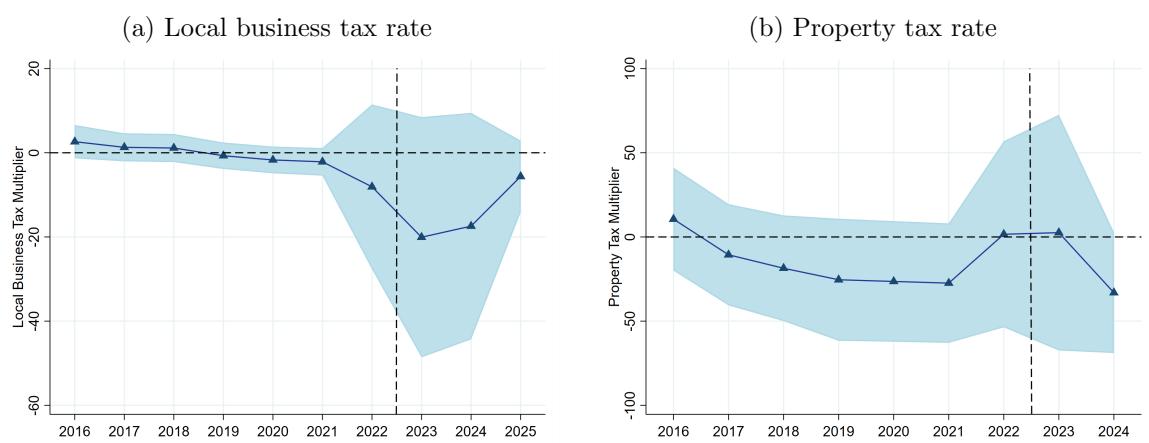 (a) Local business tax rate
Local Business Tax Multiplier
20
0
-20
-40
-60
2016 2017 2018 2019 2020 2021 2022 2023 2024 2025
(b) Property tax rate
Property Tax Multiplier
100
50
0
-50
-100
2016 2017 2018 2019 2020 2021 2022 2023 2024